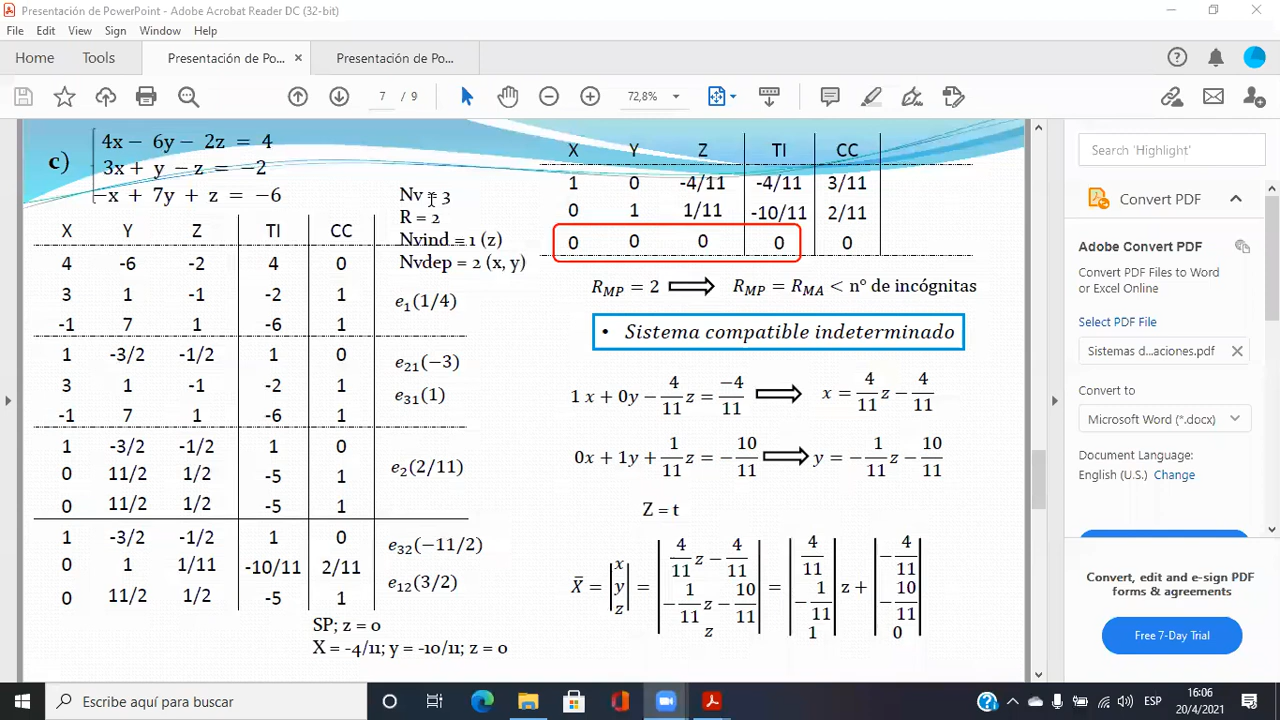 Presentación de PowerPoint - Adobe Acrobat Reader DC (32-bit)
File Edit View Sign Window Help
Home Tools Presentación de Po... × Presentación de Po...
7 / 9 72,8%
c) 4x − 6y − 2z = 4
3x + y − z = −2
−x + 7y + z = −6
Nv = 3
R = 2
Nvind = 1 (z)
Nvdep = 2 (x, y)
X Y Z TI CC
4 -6 -2 4 0
3 1 -1 -2 1
-1 7 1 -6 1
e₁(1/4)
1 -3/2 -1/2 1 0
3 1 -1 -2 1
-1 7 1 -6 1
e₂₁(−3)
e₃₁(1)
1 -3/2 -1/2 1 0
0 11/2 1/2 -5 1
0 11/2 1/2 -5 1
e₂(2/11)
1 -3/2 -1/2 1 0
0 1 1/11 -10/11 2/11
0 11/2 1/2 -5 1
e₃₂(−11/2)
e₁₂(3/2)
SP; z = 0
X = -4/11; y = -10/11; z = 0
X Y Z TI CC
1 0 -4/11 -4/11 3/11
0 1 1/11 -10/11 2/11
0 0 0 0 0
R_MP = 2 ⟹ R_MP = R_MA < n° de incógnitas
• Sistema compatible indeterminado
1 x + 0y − 4/11 z = −4/11 ⟹ x = 4/11 z − 4/11
0x + 1y + 1/11 z = − 10/11 ⟹ y = − 1/11 z − 10/11
Z = t
X̄ = |x y z| = |4/11 z − 4/11 − 1/11 z − 10/11 z| = |4/11 − 1/11 1| z + |− 4/11 − 10/11 0|
Search 'Highlight'
Convert PDF
Adobe Convert PDF
Convert PDF Files to Word
or Excel Online
Select PDF File
Sistemas d...aciones.pdf ×
Convert to
Microsoft Word (*.docx)
Document Language:
English (U.S.) Change
Convert, edit and e-sign PDF
forms & agreements
Free 7-Day Trial
Escribe aquí para buscar
ESP
16:06
20/4/2021